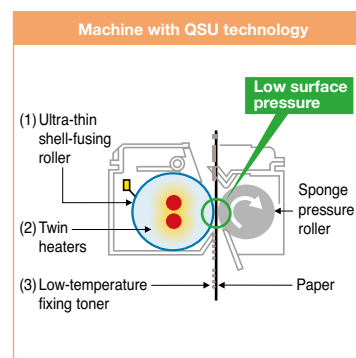 Machine with QSU technology
Low surface
pressure
(1) Ultra-thin
shell-fusing
roller
Sponge
pressure
roller
(2) Twin
heaters
(3) Low-temperature
fixing toner
Paper